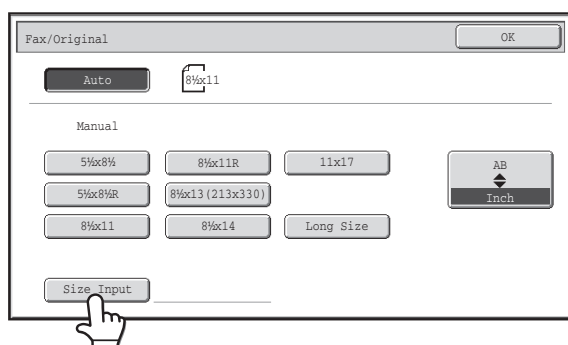 Fax/Original OK
Auto 8½x11
Manual
5½x8½ 8½x11R 11x17 AB
5½x8½R 8½x13(213x330) Inch
8½x11 8½x14 Long Size
Size Input